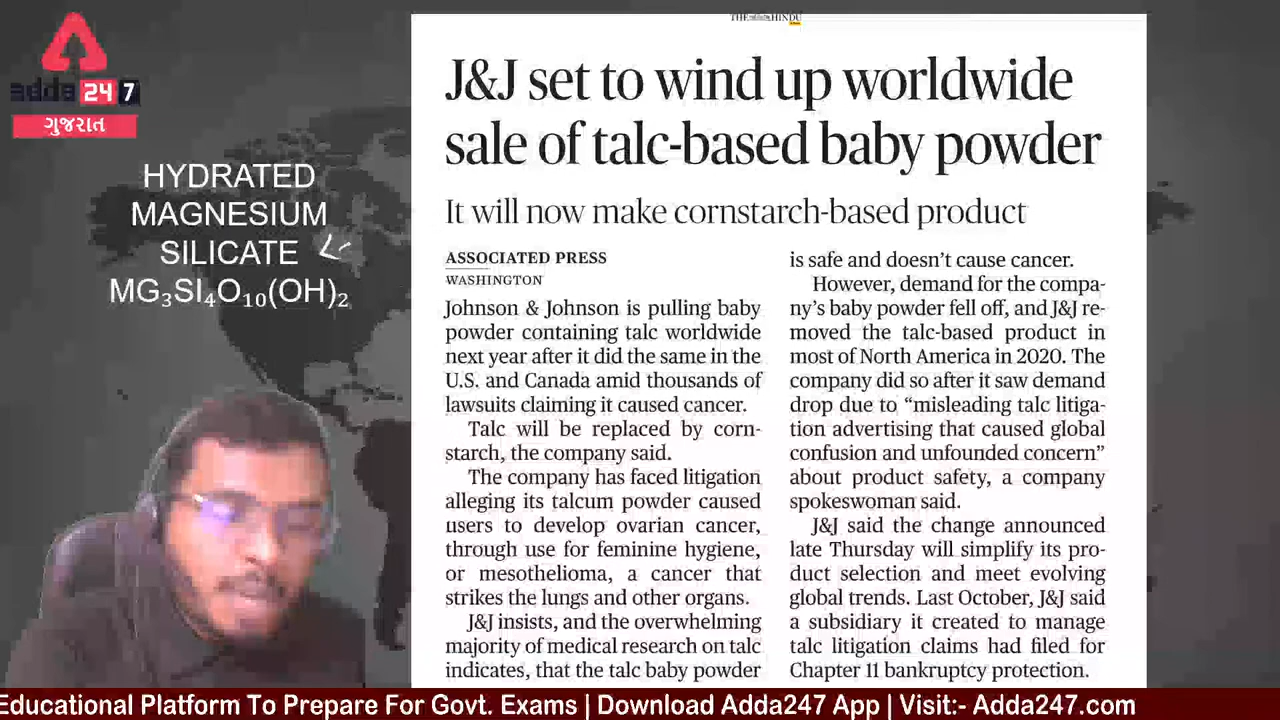 THE HINDU
adda 24 7
ગુજરાત
HYDRATED
MAGNESIUM
SILICATE
MG₃SI₄O₁₀(OH)₂
J&J set to wind up worldwide
sale of talc-based baby powder
It will now make cornstarch-based product
ASSOCIATED PRESS
WASHINGTON
Johnson & Johnson is pulling baby
powder containing talc worldwide
next year after it did the same in the
U.S. and Canada amid thousands of
lawsuits claiming it caused cancer.
Talc will be replaced by corn-
starch, the company said.
The company has faced litigation
alleging its talcum powder caused
users to develop ovarian cancer,
through use for feminine hygiene,
or mesothelioma, a cancer that
strikes the lungs and other organs.
J&J insists, and the overwhelming
majority of medical research on talc
indicates, that the talc baby powder
is safe and doesn’t cause cancer.
However, demand for the compa-
ny’s baby powder fell off, and J&J re-
moved the talc-based product in
most of North America in 2020. The
company did so after it saw demand
drop due to “misleading talc litiga-
tion advertising that caused global
confusion and unfounded concern”
about product safety, a company
spokeswoman said.
J&J said the change announced
late Thursday will simplify its pro-
duct selection and meet evolving
global trends. Last October, J&J said
a subsidiary it created to manage
talc litigation claims had filed for
Chapter 11 bankruptcy protection.
Educational Platform To Prepare For Govt. Exams | Download Adda247 App | Visit:- Adda247.com